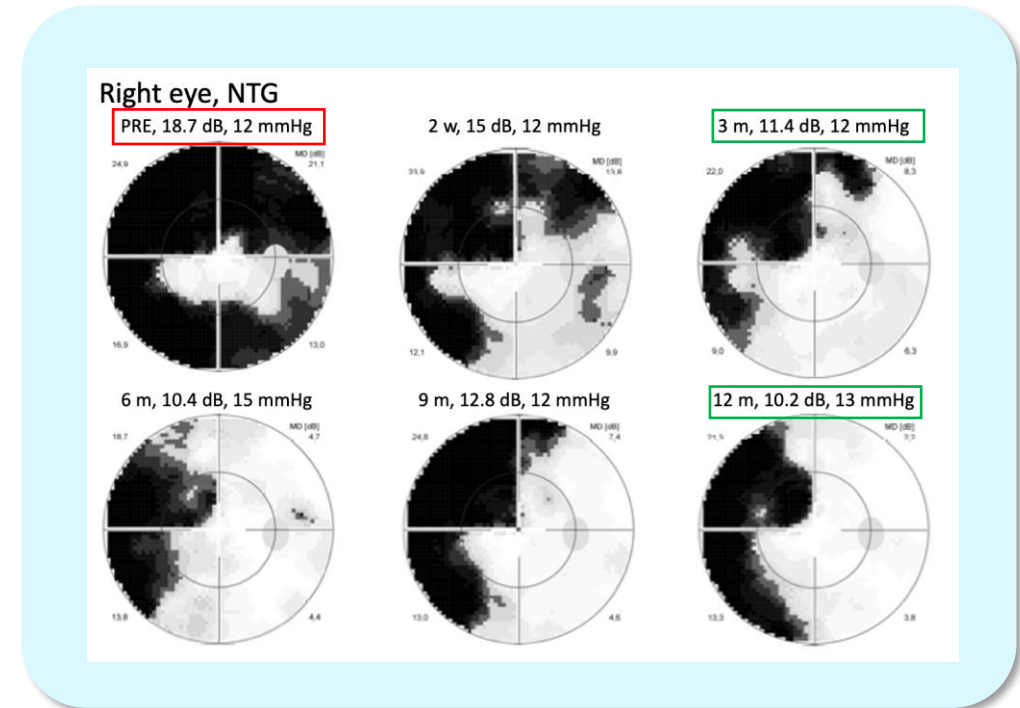 Right eye, NTG
PRE, 18.7 dB, 12 mmHg
2 w, 15 dB, 12 mmHg
3 m, 11.4 dB, 12 mmHg
MD [dB]
24,9 21,1
MD [dB]
23,9 13,8
MD [dB]
22,0 8,3
16,9 13,0
12,1 9,9
9,0 6,3
6 m, 10.4 dB, 15 mmHg
9 m, 12.8 dB, 12 mmHg
12 m, 10.2 dB, 13 mmHg
MD [dB]
18,7 4,7
MD [dB]
24,8 7,4
MD [dB]
21,3 2,2
13,8 4,4
13,0 4,6
13,3 3,8